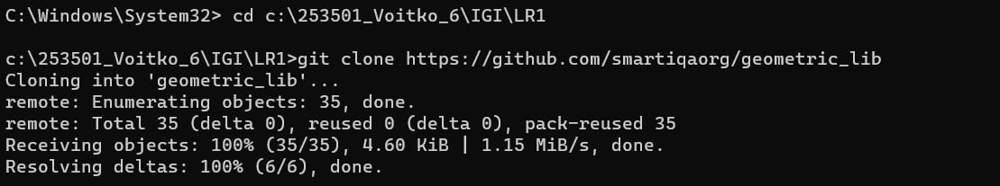 C:\Windows\System32> cd c:\253501_Voitko_6\IGI\LR1
c:\253501_Voitko_6\IGI\LR1>git clone https://github.com/smartiqaorg/geometric_lib
Cloning into 'geometric_lib'...
remote: Enumerating objects: 35, done.
remote: Total 35 (delta 0), reused 0 (delta 0), pack-reused 35
Receiving objects: 100% (35/35), 4.60 KiB | 1.15 MiB/s, done.
Resolving deltas: 100% (6/6), done.